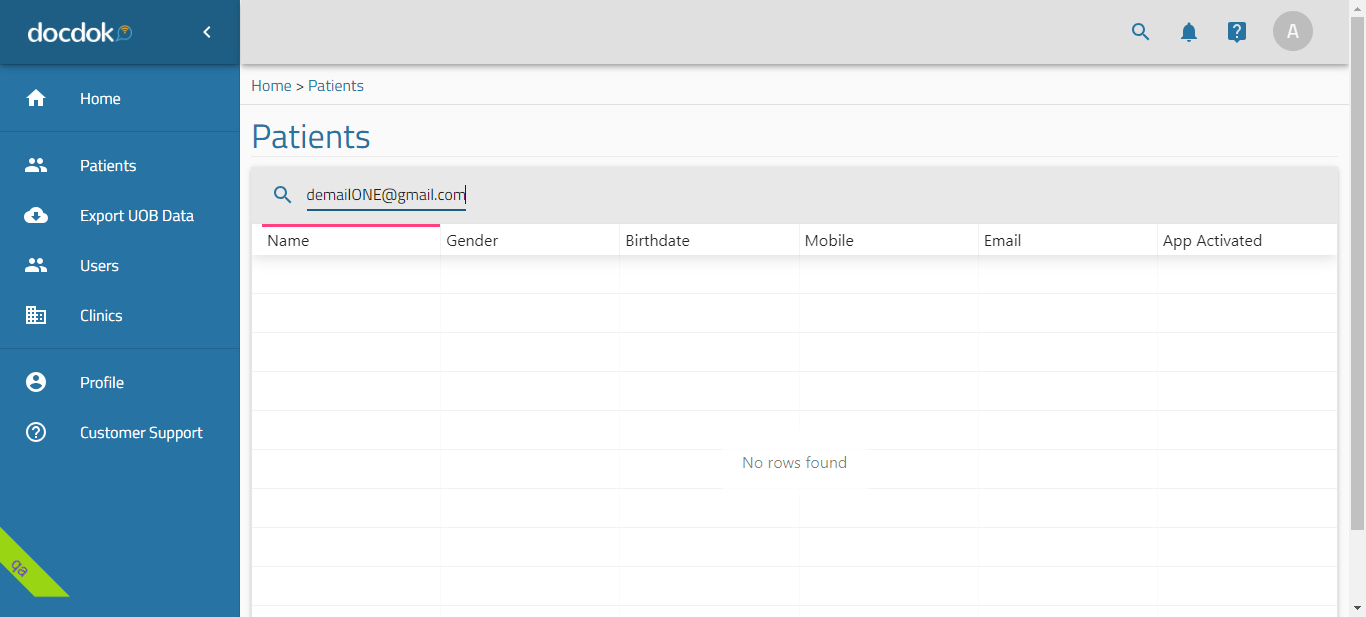 docdok
A
Home
Home > Patients
Patients
Patients
Export UOB Data
demailONE@gmail.com
Users
Name Gender Birthdate Mobile Email App Activated
Clinics
Profile
Customer Support
No rows found
qa